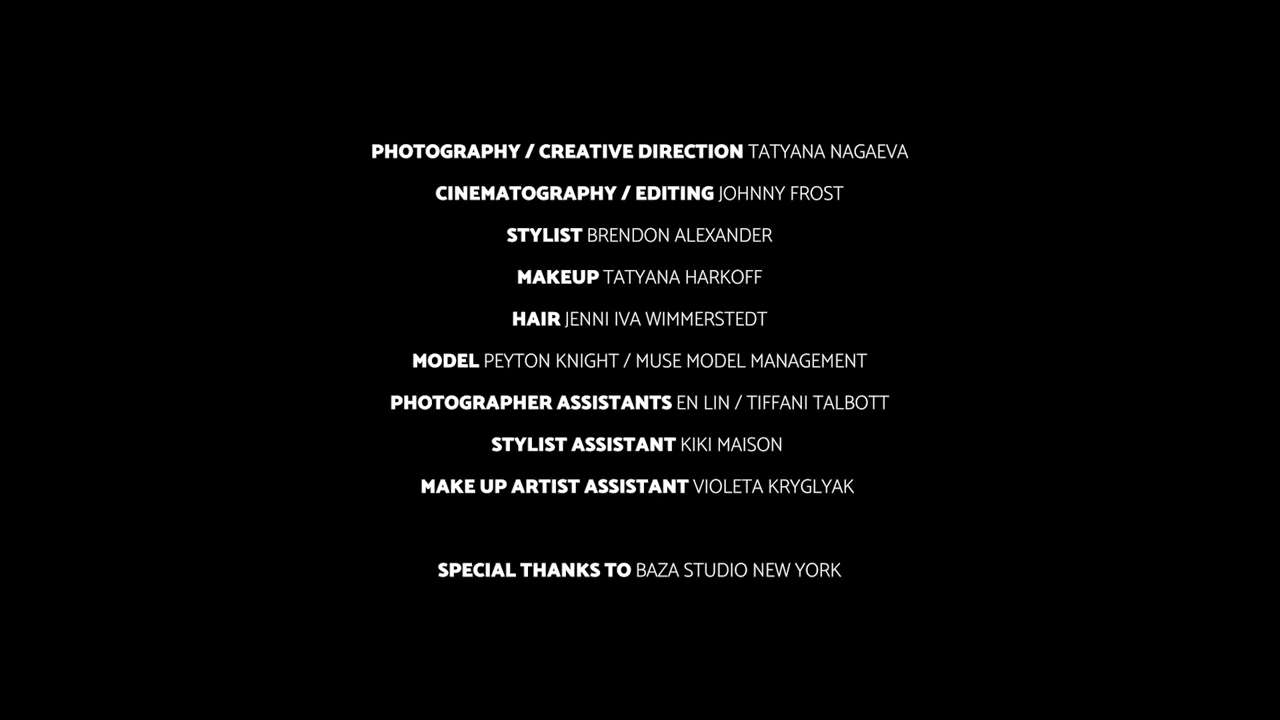 PHOTOGRAPHY / CREATIVE DIRECTION TATYANA NAGAEVA
CINEMATOGRAPHY / EDITING JOHNNY FROST
STYLIST BRENDON ALEXANDER
MAKEUP TATYANA HARKOFF
HAIR JENNI IVA WIMMERSTEDT
MODEL PEYTON KNIGHT / MUSE MODEL MANAGEMENT
PHOTOGRAPHER ASSISTANTS EN LIN / TIFFANI TALBOTT
STYLIST ASSISTANT KIKI MAISON
MAKE UP ARTIST ASSISTANT VIOLETA KRYGLYAK
SPECIAL THANKS TO BAZA STUDIO NEW YORK